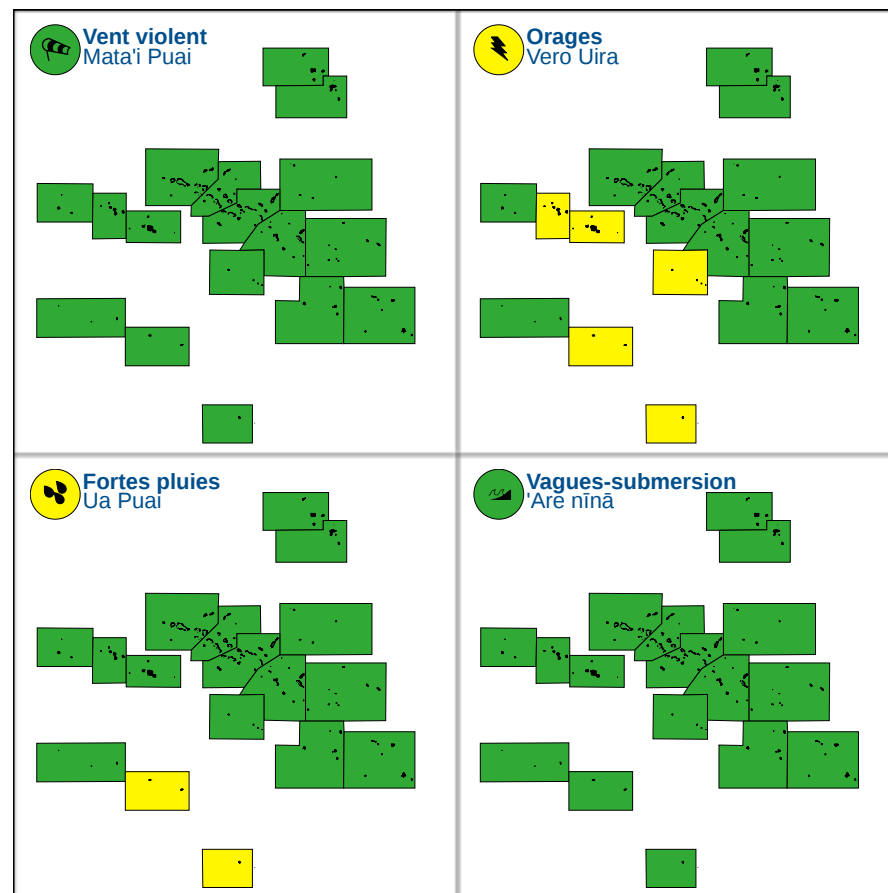 Vent violent
Mata'i Puai
Orages
Vero Uira
Fortes pluies
Ua Puai
Vagues-submersion
'Are nīnā